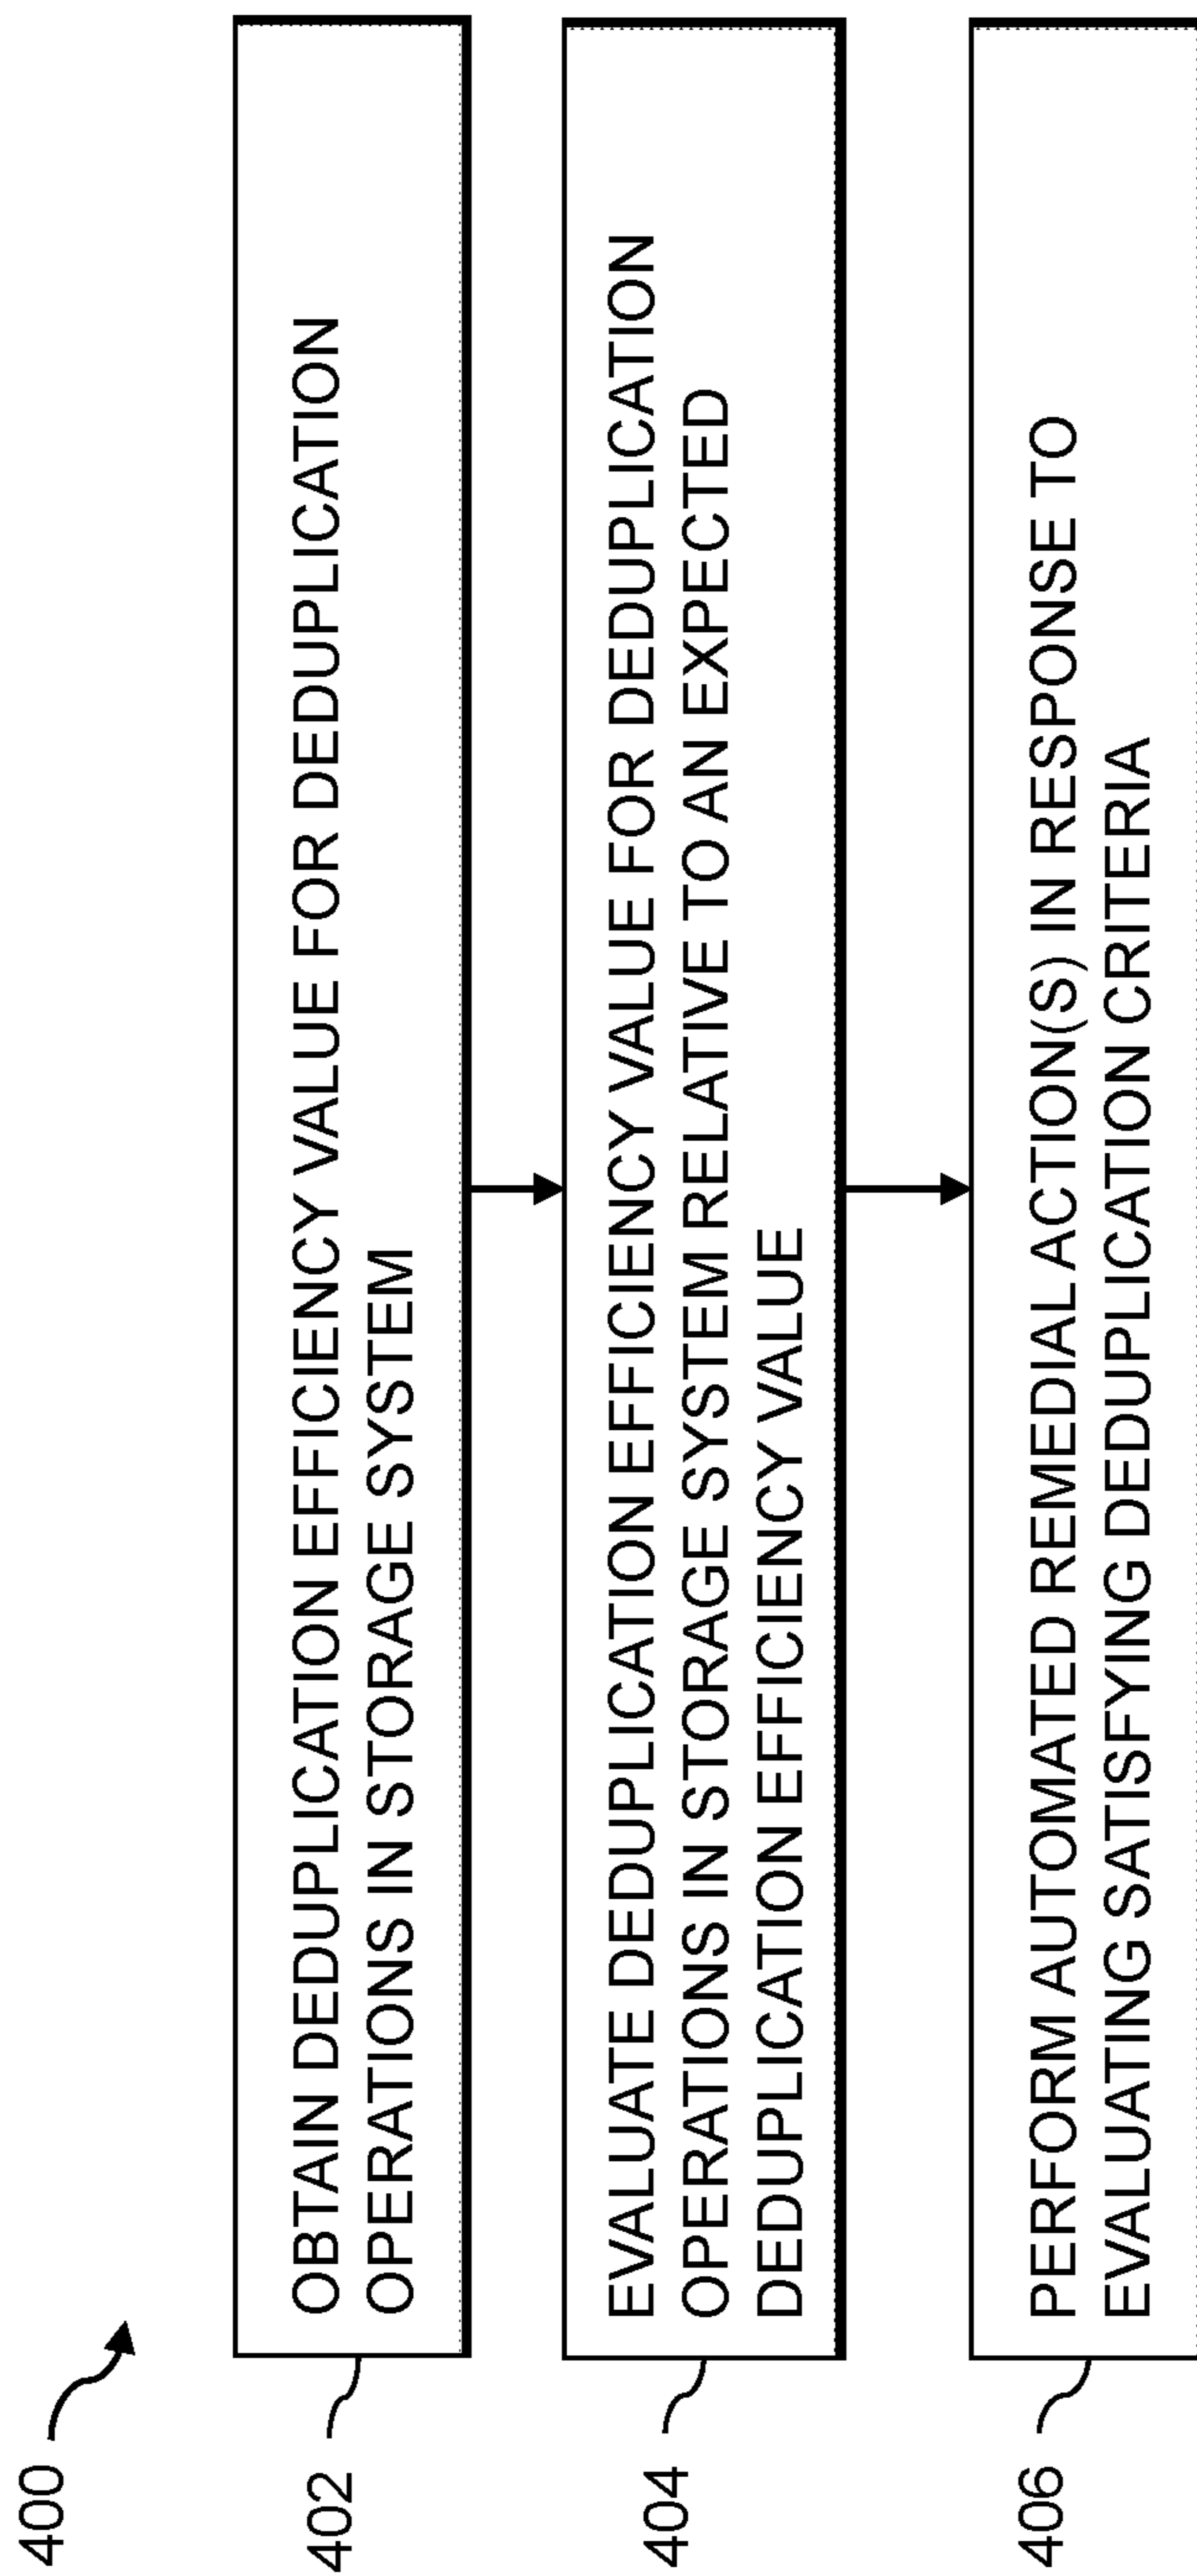 400
402
OBTAIN DEDUPLICATION EFFICIENCY VALUE FOR DEDUPLICATION
OPERATIONS IN STORAGE SYSTEM
404
EVALUATE DEDUPLICATION EFFICIENCY VALUE FOR DEDUPLICATION
OPERATIONS IN STORAGE SYSTEM RELATIVE TO AN EXPECTED
DEDUPLICATION EFFICIENCY VALUE
406
PERFORM AUTOMATED REMEDIAL ACTION(S) IN RESPONSE TO
EVALUATING SATISFYING DEDUPLICATION CRITERIA